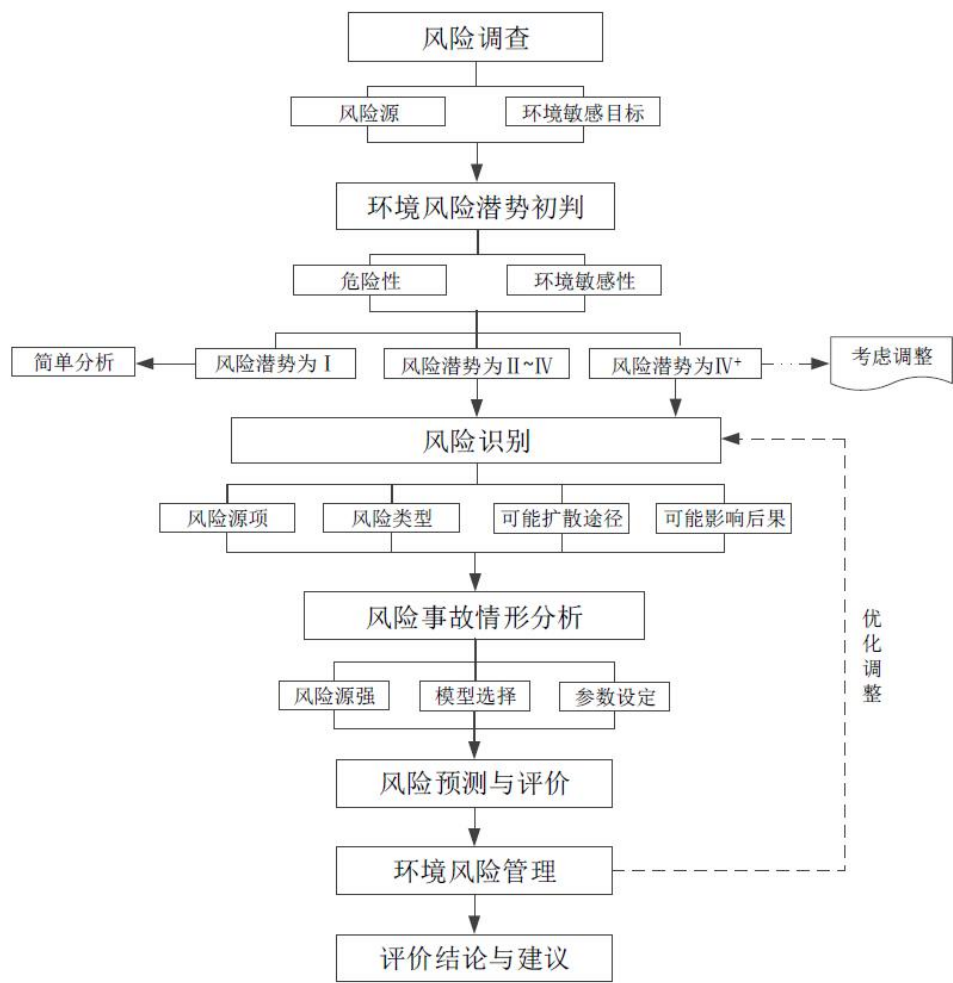 风险调查
风险源
环境敏感目标
环境风险潜势初判
危险性
环境敏感性
简单分析
风险潜势为Ⅰ
风险潜势为Ⅱ~Ⅳ
风险潜势为Ⅳ⁺
考虑调整
风险识别
风险源项
风险类型
可能扩散途径
可能影响后果
风险事故情形分析
优化调整
风险源强
模型选择
参数设定
风险预测与评价
环境风险管理
评价结论与建议